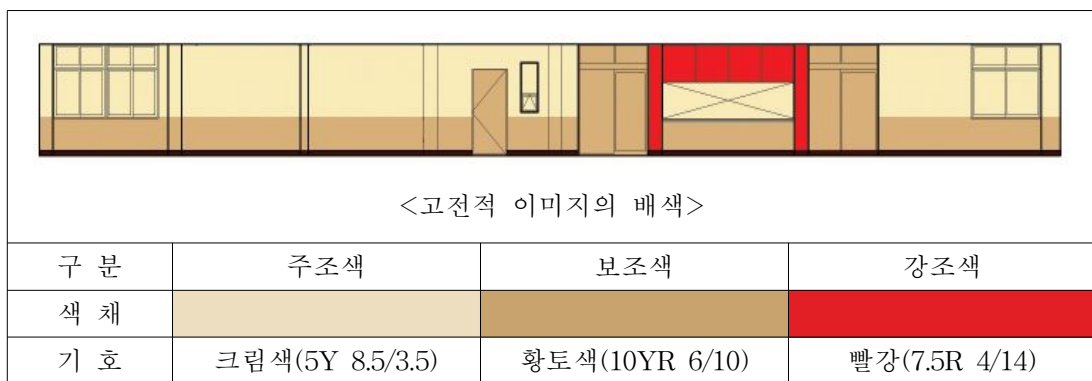 <고전적 이미지의 배색>
구 분 주조색 보조색 강조색
색 채
기 호 크림색(5Y 8.5/3.5) 황토색(10YR 6/10) 빨강(7.5R 4/14)